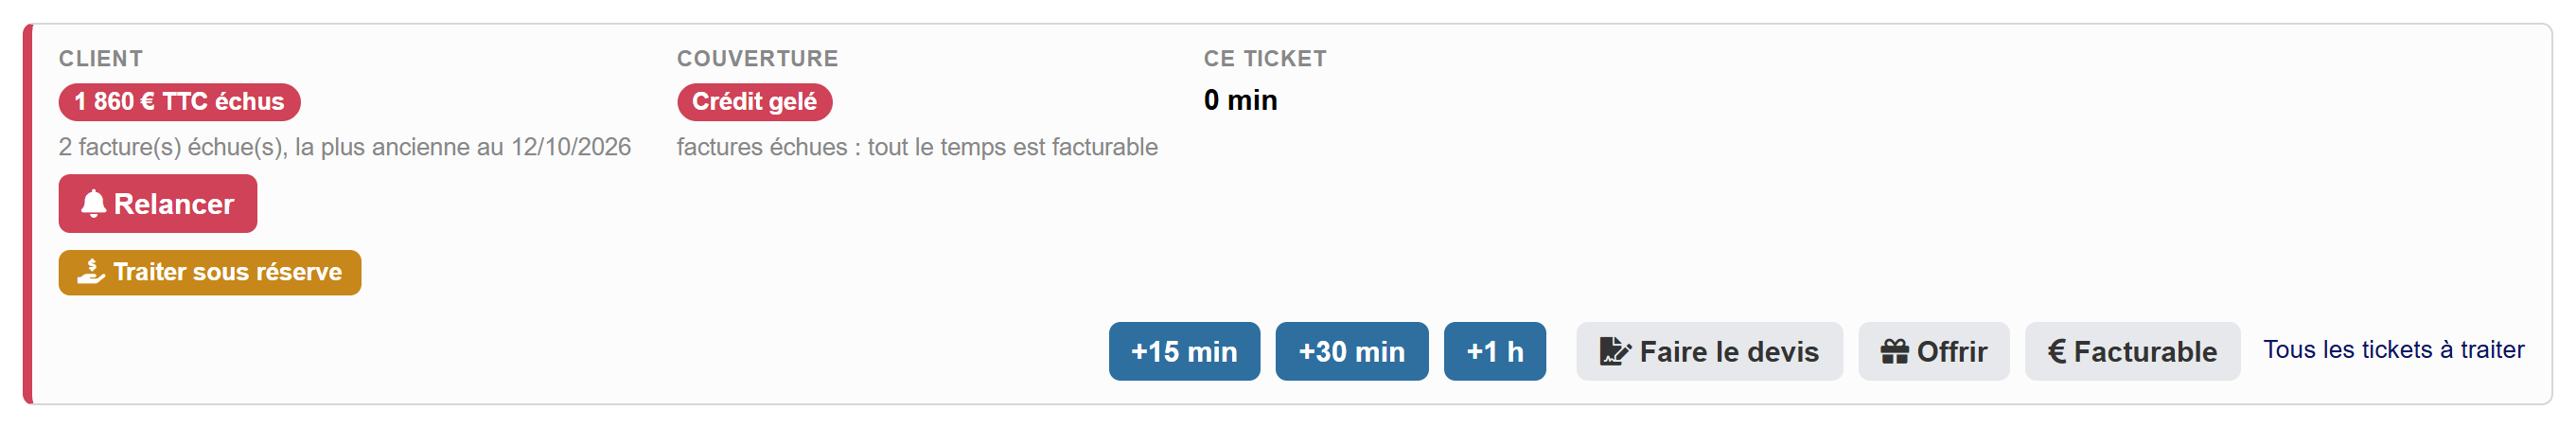 CLIENT
1 860 € TTC échus
2 facture(s) échue(s), la plus ancienne au 12/10/2026
Relancer
Traiter sous réserve
COUVERTURE
Crédit gelé
factures échues : tout le temps est facturable
CE TICKET
0 min
+15 min
+30 min
+1 h
Faire le devis
Offrir
€ Facturable
Tous les tickets à traiter